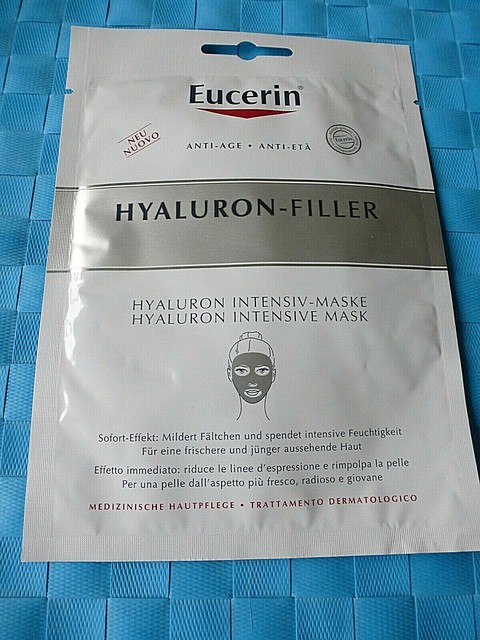 Eucerin®
NEU
NUOVO
ANTI-AGE • ANTI-ETÀ
Eucerin
HYALURON-FILLER
HYALURON INTENSIV-MASKE
HYALURON INTENSIVE MASK
Sofort-Effekt: Mildert Fältchen und spendet intensive Feuchtigkeit
Für eine frischere und jünger aussehende Haut
Effetto immediato: riduce le linee d'espressione e rimpolpa la pelle
Per una pelle dall'aspetto più fresco, radioso e giovane
MEDIZINISCHE HAUTPFLEGE • TRATTAMENTO DERMATOLOGICO